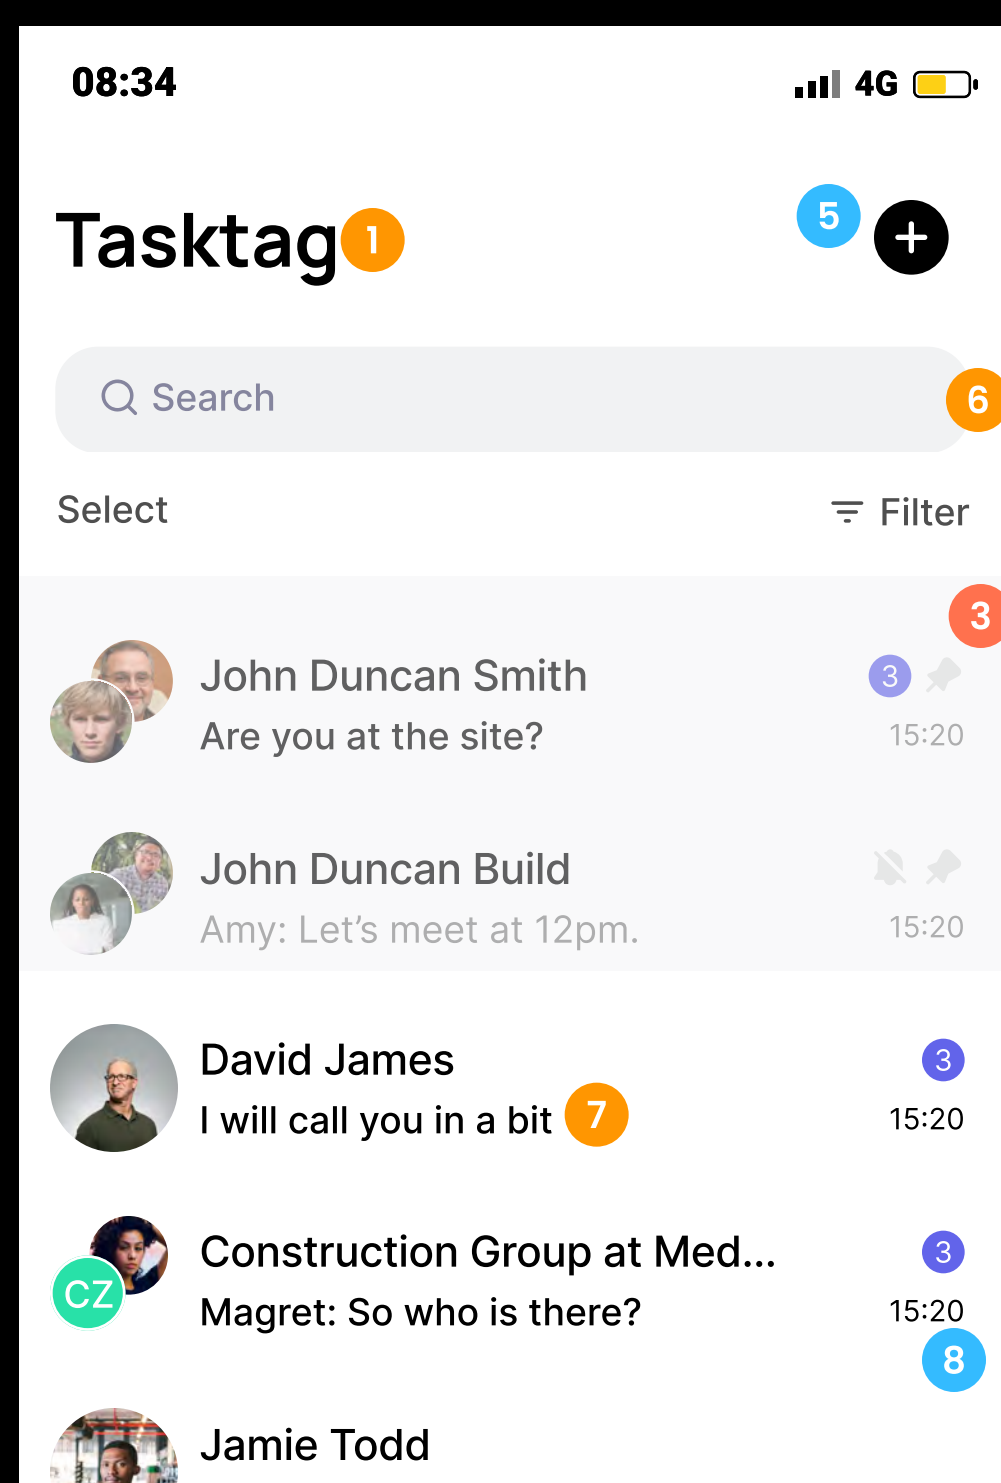 08:34 4G
Tasktag 1 5
Search 6
Select Filter
3
John Duncan Smith 3
Are you at the site? 15:20
John Duncan Build
Amy: Let’s meet at 12pm. 15:20
David James 3
I will call you in a bit 7 15:20
Construction Group at Med... 3
CZ
Magret: So who is there? 15:20
8
Jamie Todd